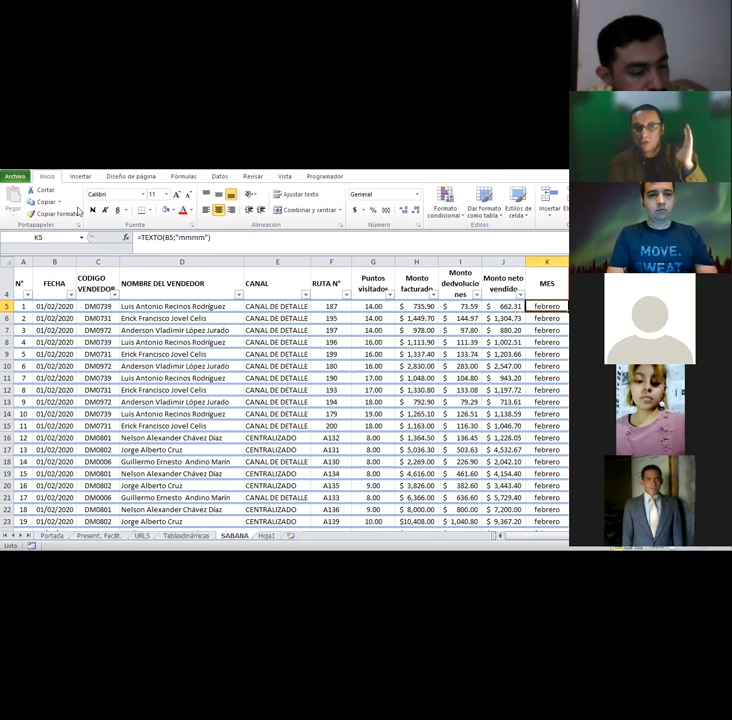 Archivo Inicio Insertar Diseño de página Fórmulas Datos Revisar Vista Programador
Pegar
Cortar
Copiar
Copiar formato
Calibri 11
N K S
Ajustar texto
Combinar y centrar
General
$ % 000
Formato condicional
Dar formato como tabla
Estilos de celda
Insertar Eli
Portapapeles Fuente Alineación Número Estilos
K5 fx =TEXTO(B5;"mmmm")
A B C D E F G H I J K
4 N° FECHA CODIGO VENDEDOR NOMBRE DEL VENDEDOR CANAL RUTA N° Puntos visitados Monto facturado Monto dedvoluciones Monto neto vendido MES
5 1 01/02/2020 DM0739 Luis Antonio Recinos Rodríguez CANAL DE DETALLE 187 14.00 $ 735.90 $ 73.59 $ 662.31 febrero
6 2 01/02/2020 DM0731 Erick Francisco Jovel Celis CANAL DE DETALLE 195 14.00 $ 1,449.70 $ 144.97 $ 1,304.73 febrero
7 3 01/02/2020 DM0972 Anderson Vladimir López Jurado CANAL DE DETALLE 197 14.00 $ 978.00 $ 97.80 $ 880.20 febrero
8 4 01/02/2020 DM0739 Luis Antonio Recinos Rodríguez CANAL DE DETALLE 196 16.00 $ 1,113.90 $ 111.39 $ 1,002.51 febrero
9 5 01/02/2020 DM0731 Erick Francisco Jovel Celis CANAL DE DETALLE 199 16.00 $ 1,337.40 $ 133.74 $ 1,203.66 febrero
10 6 01/02/2020 DM0972 Anderson Vladimir López Jurado CANAL DE DETALLE 180 16.00 $ 2,830.00 $ 283.00 $ 2,547.00 febrero
11 7 01/02/2020 DM0739 Luis Antonio Recinos Rodríguez CANAL DE DETALLE 190 17.00 $ 1,048.00 $ 104.80 $ 943.20 febrero
12 8 01/02/2020 DM0731 Erick Francisco Jovel Celis CANAL DE DETALLE 193 17.00 $ 1,330.80 $ 133.08 $ 1,197.72 febrero
13 9 01/02/2020 DM0972 Anderson Vladimir López Jurado CANAL DE DETALLE 194 18.00 $ 792.90 $ 79.29 $ 713.61 febrero
14 10 01/02/2020 DM0739 Luis Antonio Recinos Rodríguez CANAL DE DETALLE 179 19.00 $ 1,265.10 $ 126.51 $ 1,138.59 febrero
15 11 01/02/2020 DM0731 Erick Francisco Jovel Celis CANAL DE DETALLE 200 18.00 $ 1,163.00 $ 116.30 $ 1,046.70 febrero
16 12 01/02/2020 DM0801 Nelson Alexander Chávez Díaz CENTRALIZADO A132 8.00 $ 1,364.50 $ 136.45 $ 1,228.05 febrero
17 13 01/02/2020 DM0802 Jorge Alberto Cruz CENTRALIZADO A131 8.00 $ 5,036.30 $ 503.63 $ 4,532.67 febrero
18 14 01/02/2020 DM0006 Guillermo Ernesto Andino Marín CENTRALIZADO A130 8.00 $ 2,269.00 $ 226.90 $ 2,042.10 febrero
19 15 01/02/2020 DM0801 Nelson Alexander Chávez Díaz CENTRALIZADO A134 8.00 $ 4,616.00 $ 461.60 $ 4,154.40 febrero
20 16 01/02/2020 DM0802 Jorge Alberto Cruz CENTRALIZADO A135 9.00 $ 3,826.00 $ 382.60 $ 3,443.40 febrero
21 17 01/02/2020 DM0006 Guillermo Ernesto Andino Marín CENTRALIZADO A133 8.00 $ 6,366.00 $ 636.60 $ 5,729.40 febrero
22 18 01/02/2020 DM0801 Nelson Alexander Chávez Díaz CENTRALIZADO A136 9.00 $ 8,000.00 $ 800.00 $ 7,200.00 febrero
23 19 01/02/2020 DM0802 Jorge Alberto Cruz CENTRALIZADO A139 10.00 $10,408.00 $ 1,040.80 $ 9,367.20 febrero
Portada Present. Facilit. URLS Tablasdinámicas SABANA Hoja1
Listo
MOVE.
SWEAT